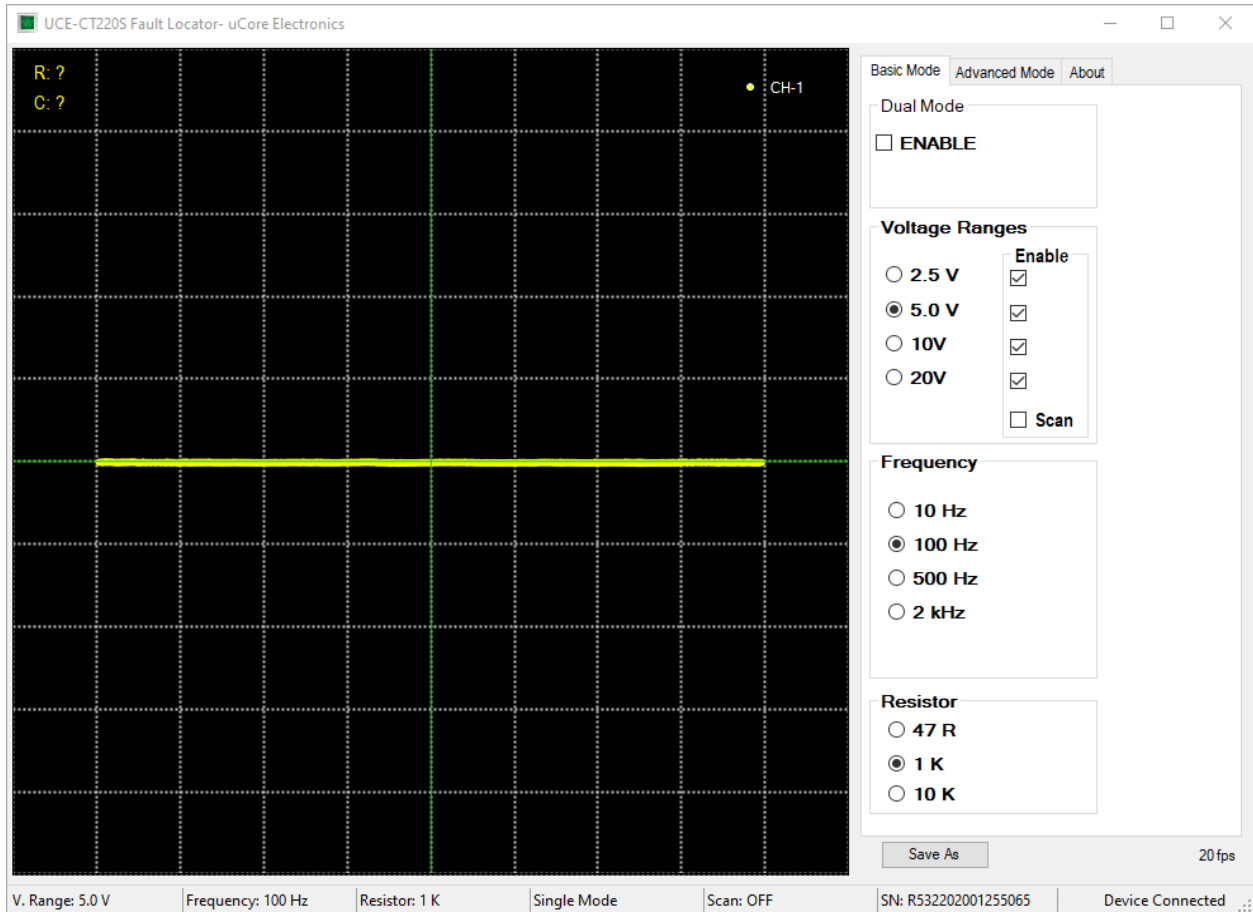 UCE-CT220S Fault Locator- uCore Electronics
R: ?
C: ?
CH-1
Basic Mode
Advanced Mode
About
Dual Mode
ENABLE
Voltage Ranges
Enable
2.5 V
5.0 V
10V
20V
Scan
Frequency
10 Hz
100 Hz
500 Hz
2 kHz
Resistor
47 R
1 K
10 K
Save As
20 fps
V. Range: 5.0 V
Frequency: 100 Hz
Resistor: 1 K
Single Mode
Scan: OFF
SN: R532202001255065
Device Connected